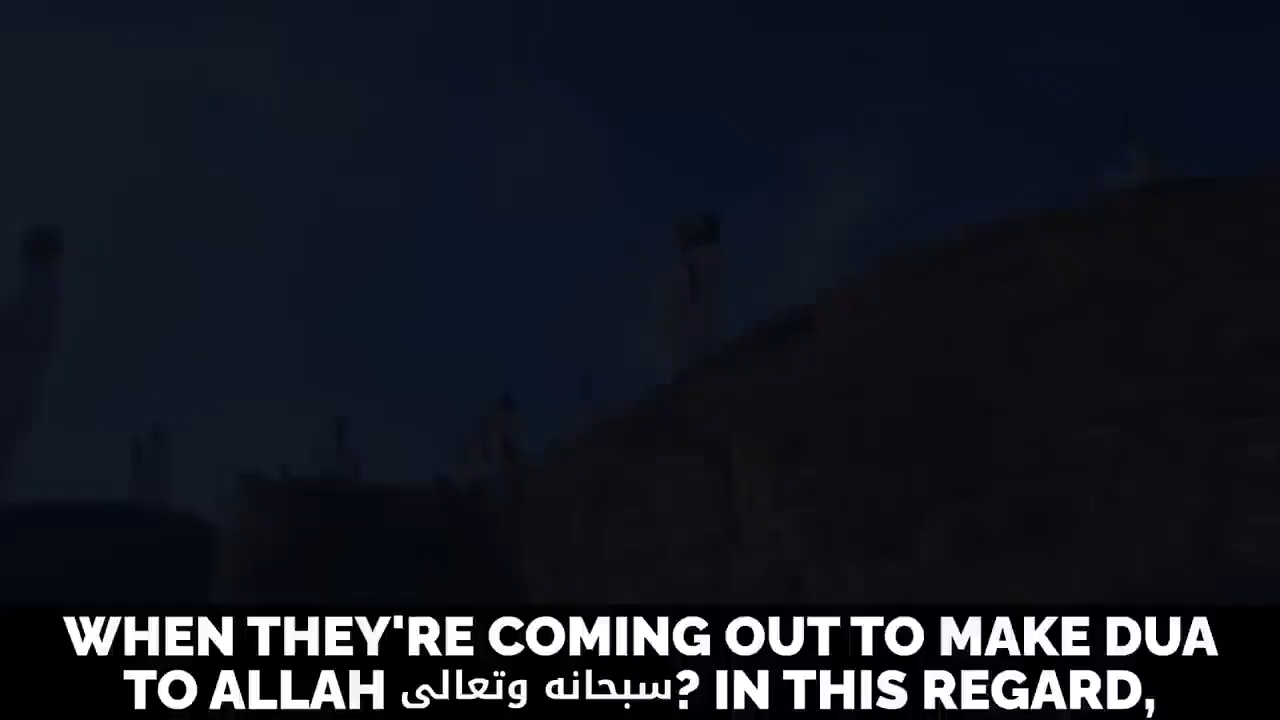 WHEN THEY'RE COMING OUT TO MAKE DUA
TO ALLAH سبحانه وتعالى? IN THIS REGARD,